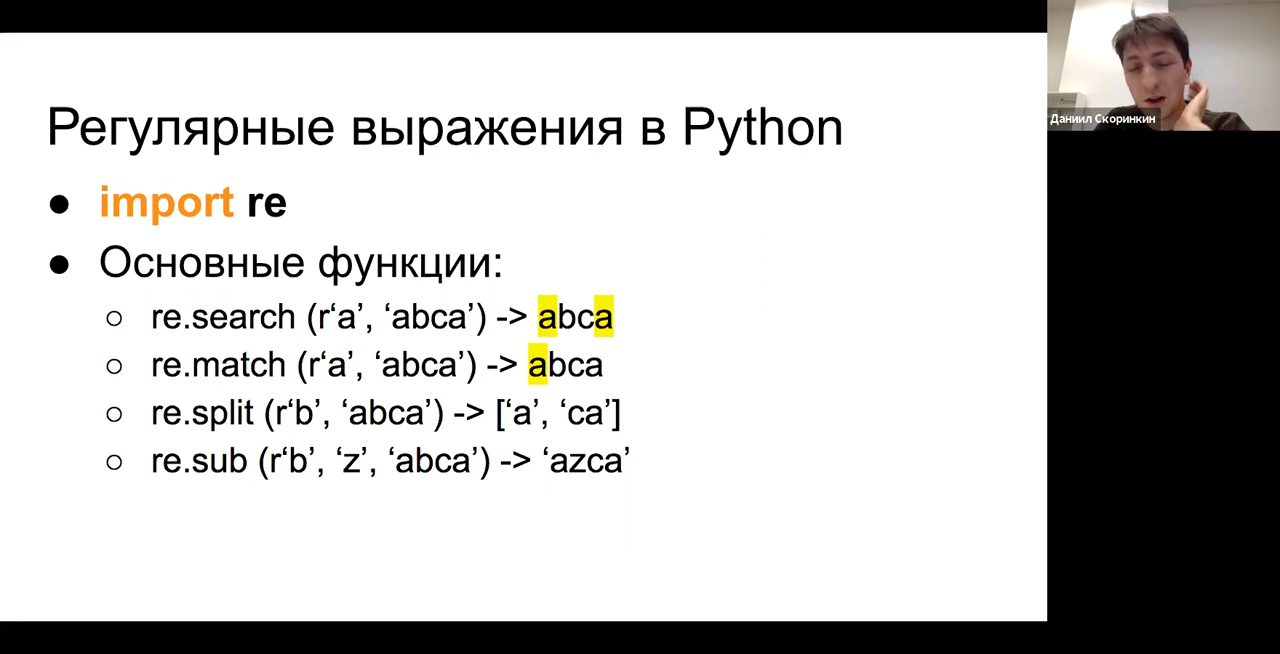 Регулярные выражения в Python
● import re
● Основные функции:
○ re.search (r‘a’, ‘abca’) -> abca
○ re.match (r‘a’, ‘abca’) -> abca
○ re.split (r‘b’, ‘abca’) -> [‘a’, ‘ca’]
○ re.sub (r‘b’, ‘z’, ‘abca’) -> ‘azca’
Даниил Скоринкин